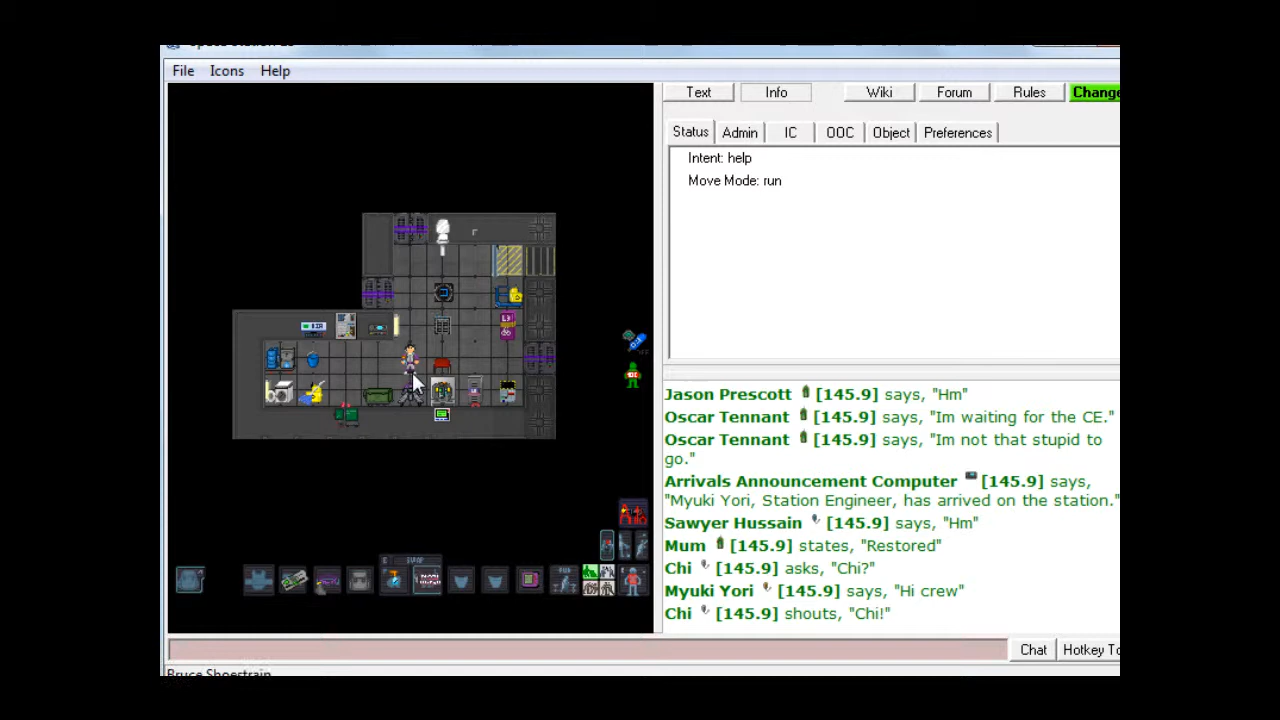 File Icons Help
Text Info Wiki Forum Rules Change
Status Admin IC OOC Object Preferences
Intent: help
Move Mode: run
Jason Prescott [145.9] says, "Hm"
Oscar Tennant [145.9] says, "Im waiting for the CE."
Oscar Tennant [145.9] says, "Im not that stupid to
go."
Arrivals Announcement Computer [145.9] says,
"Myuki Yori, Station Engineer, has arrived on the station."
Sawyer Hussain [145.9] says, "Hm"
Mum [145.9] states, "Restored"
Chi [145.9] asks, "Chi?"
Myuki Yori [145.9] says, "Hi crew"
Chi [145.9] shouts, "Chi!"
Chat Hotkey To
Bruce Shoestrain